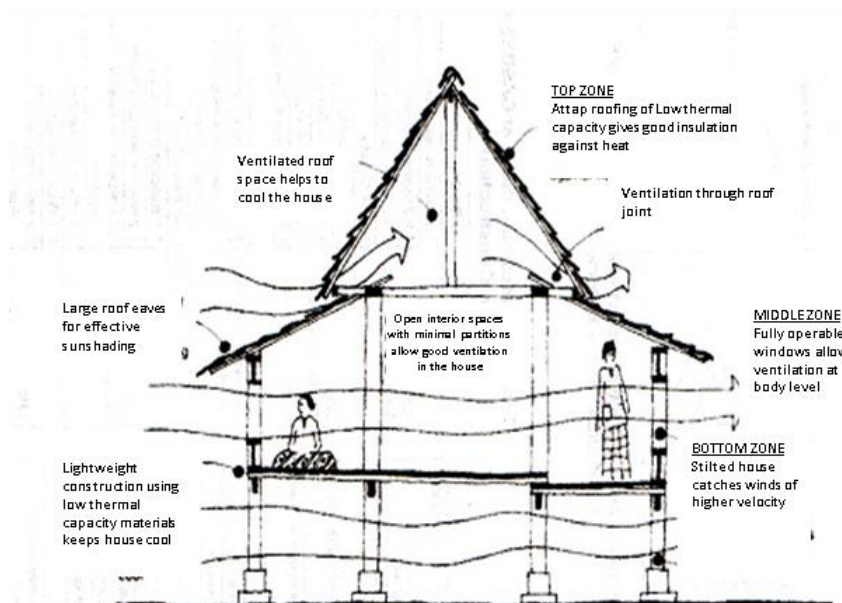 TOP ZONE
Attap roofing of Low thermal
capacity gives good insulation
against heat
Ventilated roof
space helps to
cool the house
Ventilation through roof
joint
Large roof eaves
for effective
sunshading
Open interior spaces
with minimal partitions
allow good ventilation
in the house
MIDDLE ZONE
Fully operable
windows allow
ventilation at
body level
BOTTOM ZONE
Stilted house
catches winds of
higher velocity
Lightweight
construction using
low thermal
capacity materials
keeps house cool